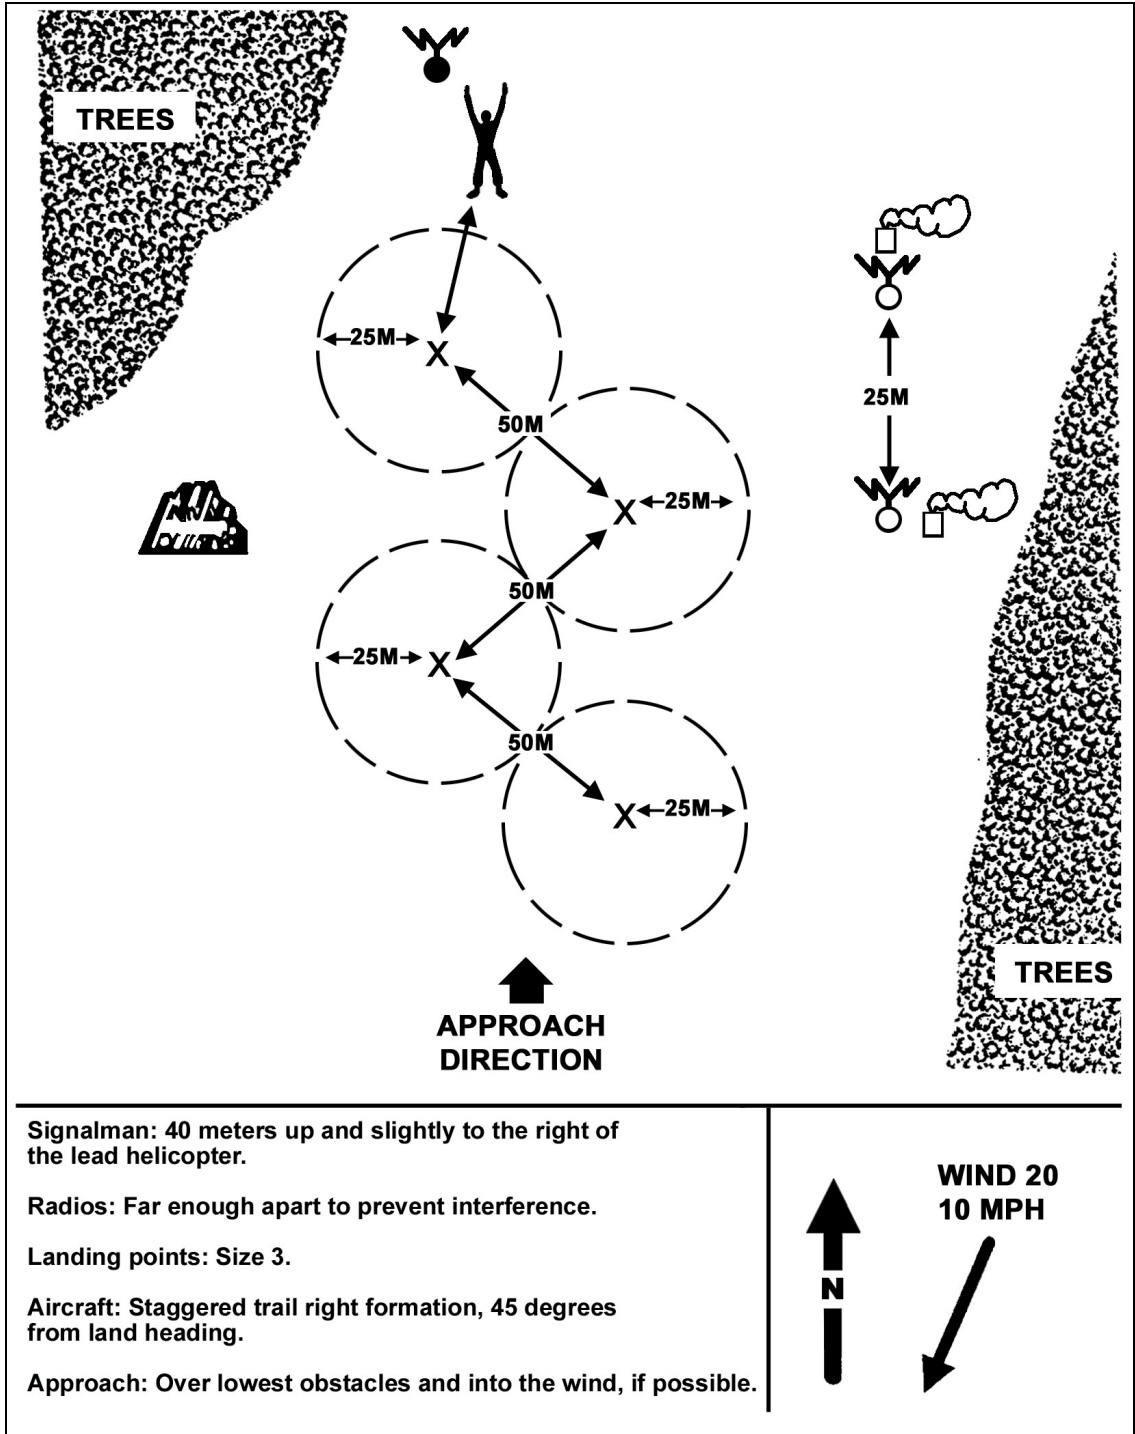 TREES
25M
50M
25M
25M
50M
25M
50M
25M
TREES
APPROACH
DIRECTION
Signalman: 40 meters up and slightly to the right of
the lead helicopter.
Radios: Far enough apart to prevent interference.
Landing points: Size 3.
Aircraft: Staggered trail right formation, 45 degrees
from land heading.
Approach: Over lowest obstacles and into the wind, if possible.
N
WIND 20
10 MPH
X
X
X
X